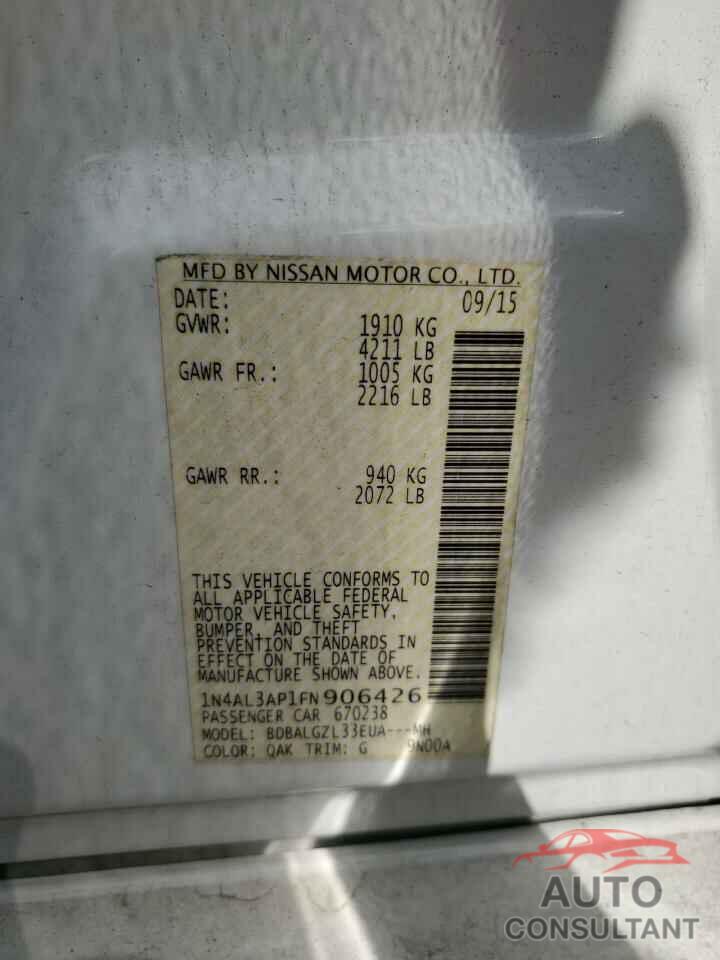 MFD BY NISSAN MOTOR CO., LTD.
DATE: 09/15
GVWR: 1910 KG
4211 LB
GAWR FR.: 1005 KG
2216 LB
GAWR RR.: 940 KG
2072 LB
THIS VEHICLE CONFORMS TO
ALL APPLICABLE FEDERAL
MOTOR VEHICLE SAFETY,
BUMPER, AND THEFT
PREVENTION STANDARDS IN
EFFECT ON THE DATE OF
MANUFACTURE SHOWN ABOVE.
1N4AL3AP1FN906426
PASSENGER CAR 670238
MODEL: BDBALGZL33EUA---MH
COLOR: QAK TRIM: G 9N00A
AUTO
CONSULTANT